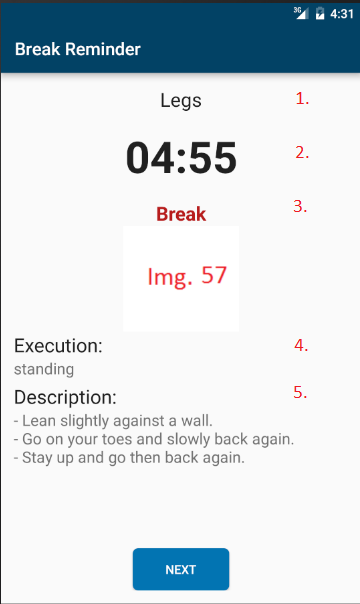 3G 4:31
Break Reminder
Legs 1.
04:55 2.
Break 3.
Img. 57
Execution: 4.
standing
Description: 5.
- Lean slightly against a wall.
- Go on your toes and slowly back again.
- Stay up and go then back again.
NEXT